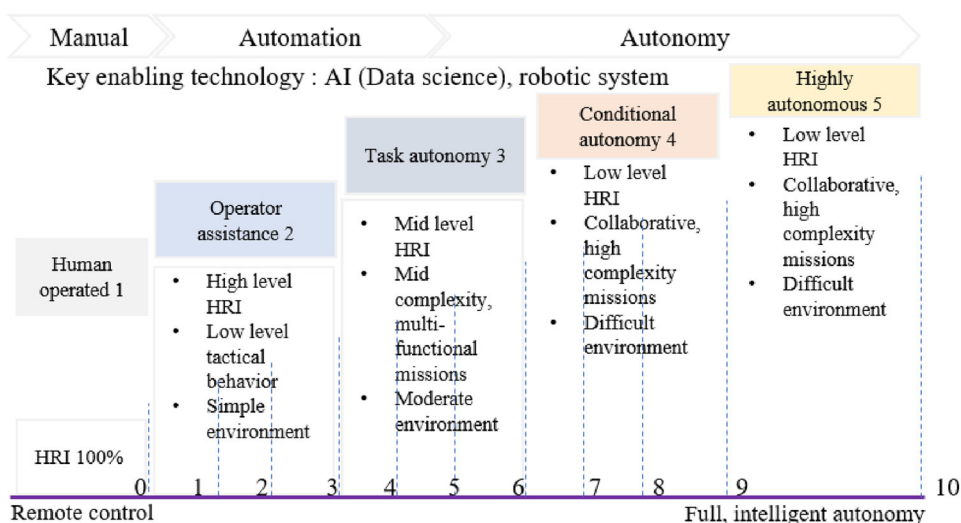 Manual
Automation
Autonomy
Key enabling technology : AI (Data science), robotic system
Human
operated 1
HRI 100%
Operator
assistance 2
• High level
HRI
• Low level
tactical
behavior
• Simple
environment
Task autonomy 3
• Mid level
HRI
• Mid
complexity,
multi-
functional
missions
• Moderate
environment
Conditional
autonomy 4
• Low level
HRI
• Collaborative,
high
complexity
missions
• Difficult
environment
Highly
autonomous 5
• Low level
HRI
• Collaborative,
high
complexity
missions
• Difficult
environment
0 1 2 3 4 5 6 7 8 9 10
Remote control
Full, intelligent autonomy